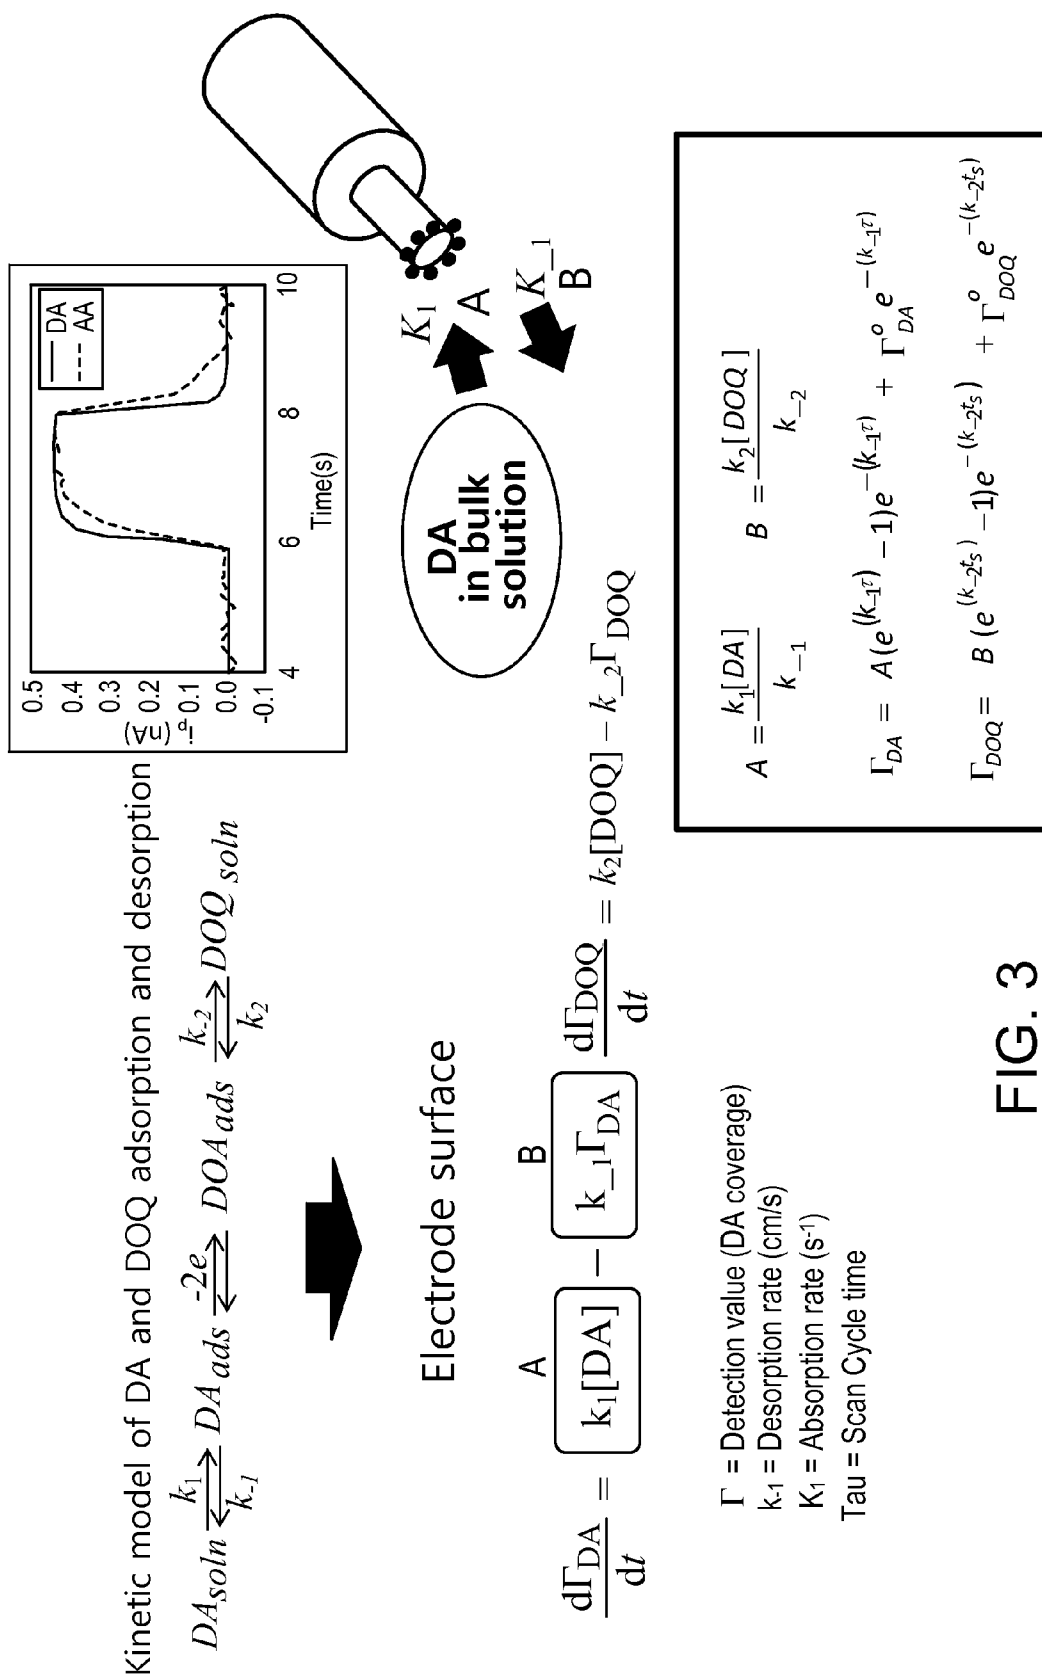 Kinetic model of DA and DOQ adsorption and desorption
DA_soln ⇌ (k_1 / k_-1) DA_ads ⇌ (-2e) DOA_ads ⇌ (k_-2 / k_2) DOQ_soln
i_p (nA)
0.5
0.4
0.3
0.2
0.1
0.0
-0.1
4
6
8
10
Time(s)
DA
AA
Electrode surface
DA
in bulk
solution
K_1
A
K_-1
B
A
B
dΓ_DA/dt = k_1[DA] − k_-1Γ_DA
dΓ_DOQ/dt = k_2[DOQ] − k_-2Γ_DOQ
Γ = Detection value (DA coverage)
k-1 = Desorption rate (cm/s)
K1 = Absorption rate (s⁻¹)
Tau = Scan Cycle time
A = k_1[DA]/k_-1
B = k_2[DOQ]/k_-2
Γ_DA = A(e^(k_-1τ) − 1)e^−(k_-1τ) + Γ^o_DA e^−(k_-1τ)
Γ_DOQ = B (e^(k_-2t_s) − 1)e^−(k_-2t_s) + Γ^o_DOQ e^−(k_-2t_s)
FIG. 3